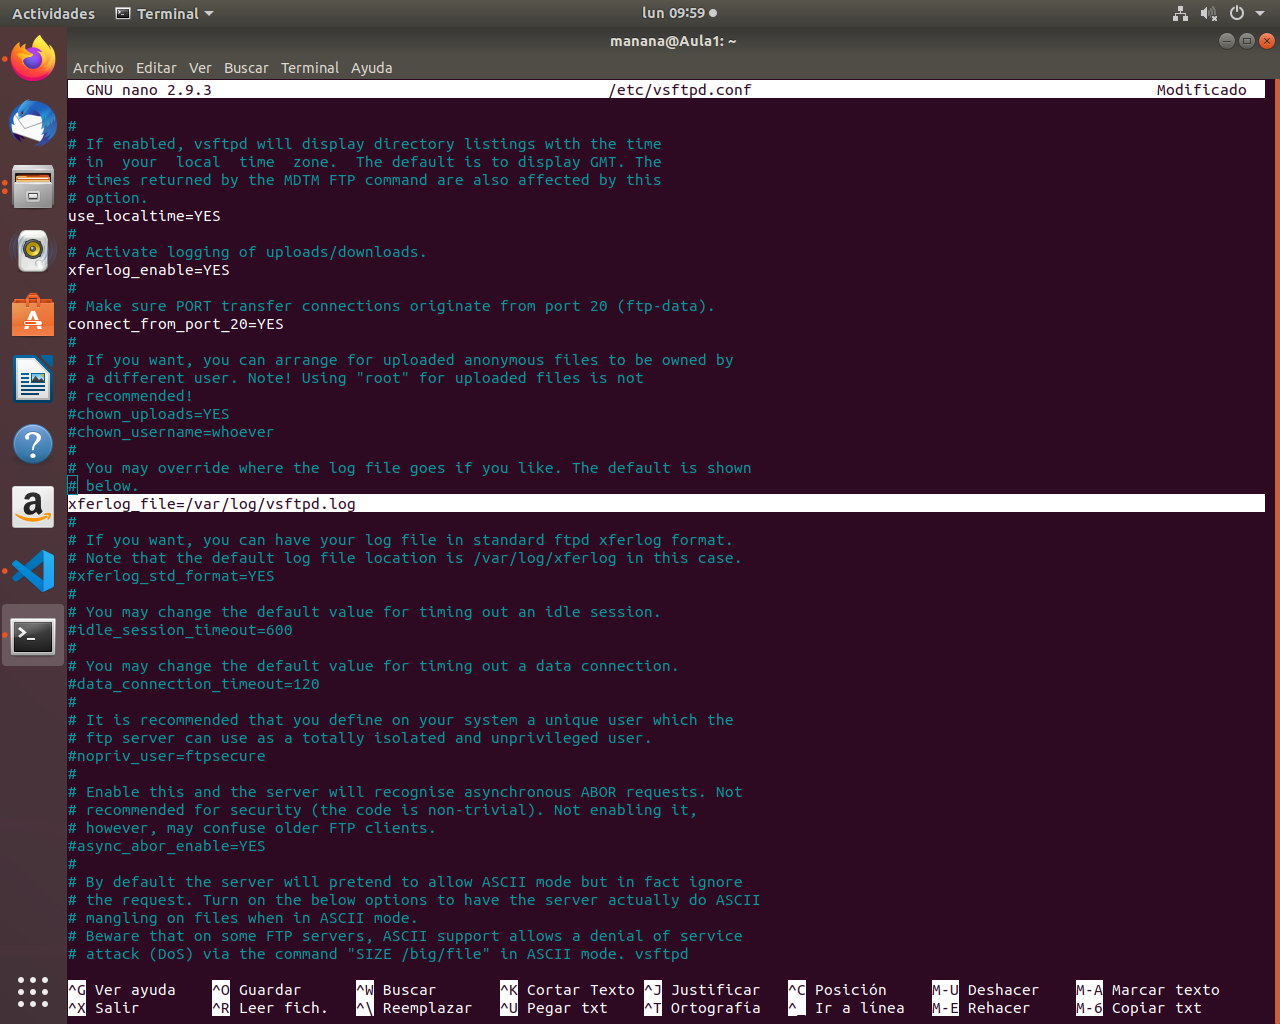 Actividades Terminal lun 09:59
manana@Aula1: ~
Archivo Editar Ver Buscar Terminal Ayuda
GNU nano 2.9.3 /etc/vsftpd.conf Modificado
#
# If enabled, vsftpd will display directory listings with the time
# in  your  local  time  zone.  The default is to display GMT. The
# times returned by the MDTM FTP command are also affected by this
# option.
use_localtime=YES
#
# Activate logging of uploads/downloads.
xferlog_enable=YES
#
# Make sure PORT transfer connections originate from port 20 (ftp-data).
connect_from_port_20=YES
#
# If you want, you can arrange for uploaded anonymous files to be owned by
# a different user. Note! Using "root" for uploaded files is not
# recommended!
#chown_uploads=YES
#chown_username=whoever
#
# You may override where the log file goes if you like. The default is shown
# below.
xferlog_file=/var/log/vsftpd.log
#
# If you want, you can have your log file in standard ftpd xferlog format.
# Note that the default log file location is /var/log/xferlog in this case.
#xferlog_std_format=YES
#
# You may change the default value for timing out an idle session.
#idle_session_timeout=600
#
# You may change the default value for timing out a data connection.
#data_connection_timeout=120
#
# It is recommended that you define on your system a unique user which the
# ftp server can use as a totally isolated and unprivileged user.
#nopriv_user=ftpsecure
#
# Enable this and the server will recognise asynchronous ABOR requests. Not
# recommended for security (the code is non-trivial). Not enabling it,
# however, may confuse older FTP clients.
#async_abor_enable=YES
#
# By default the server will pretend to allow ASCII mode but in fact ignore
# the request. Turn on the below options to have the server actually do ASCII
# mangling on files when in ASCII mode.
# Beware that on some FTP servers, ASCII support allows a denial of service
# attack (DoS) via the command "SIZE /big/file" in ASCII mode. vsftpd
^G Ver ayuda ^O Guardar ^W Buscar ^K Cortar Texto ^J Justificar ^C Posición M-U Deshacer M-A Marcar texto
^X Salir ^R Leer fich. ^\ Reemplazar ^U Pegar txt ^T Ortografía ^_ Ir a línea M-E Rehacer M-6 Copiar txt